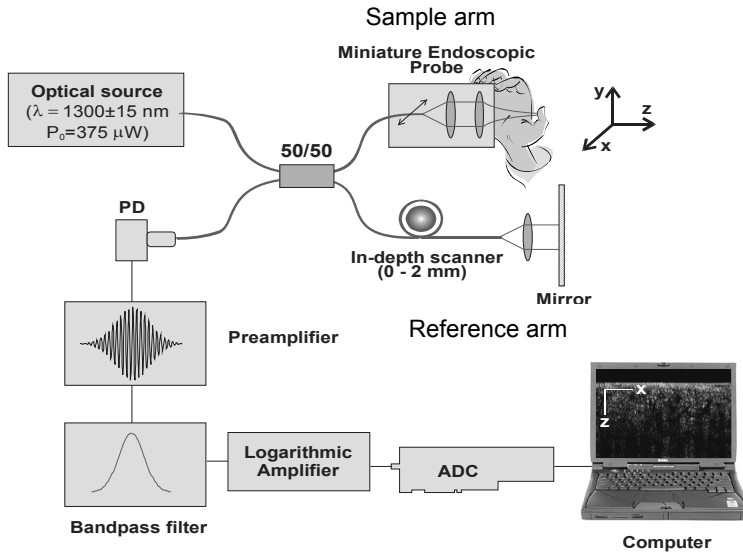 Sample arm
Miniature Endoscopic
Probe
Optical source
(λ = 1300±15 nm
P₀=375 μW)
y
z
x
50/50
PD
In-depth scanner
(0 - 2 mm)
Mirror
Preamplifier
Reference arm
x
z
Logarithmic
Amplifier
ADC
Bandpass filter
Computer